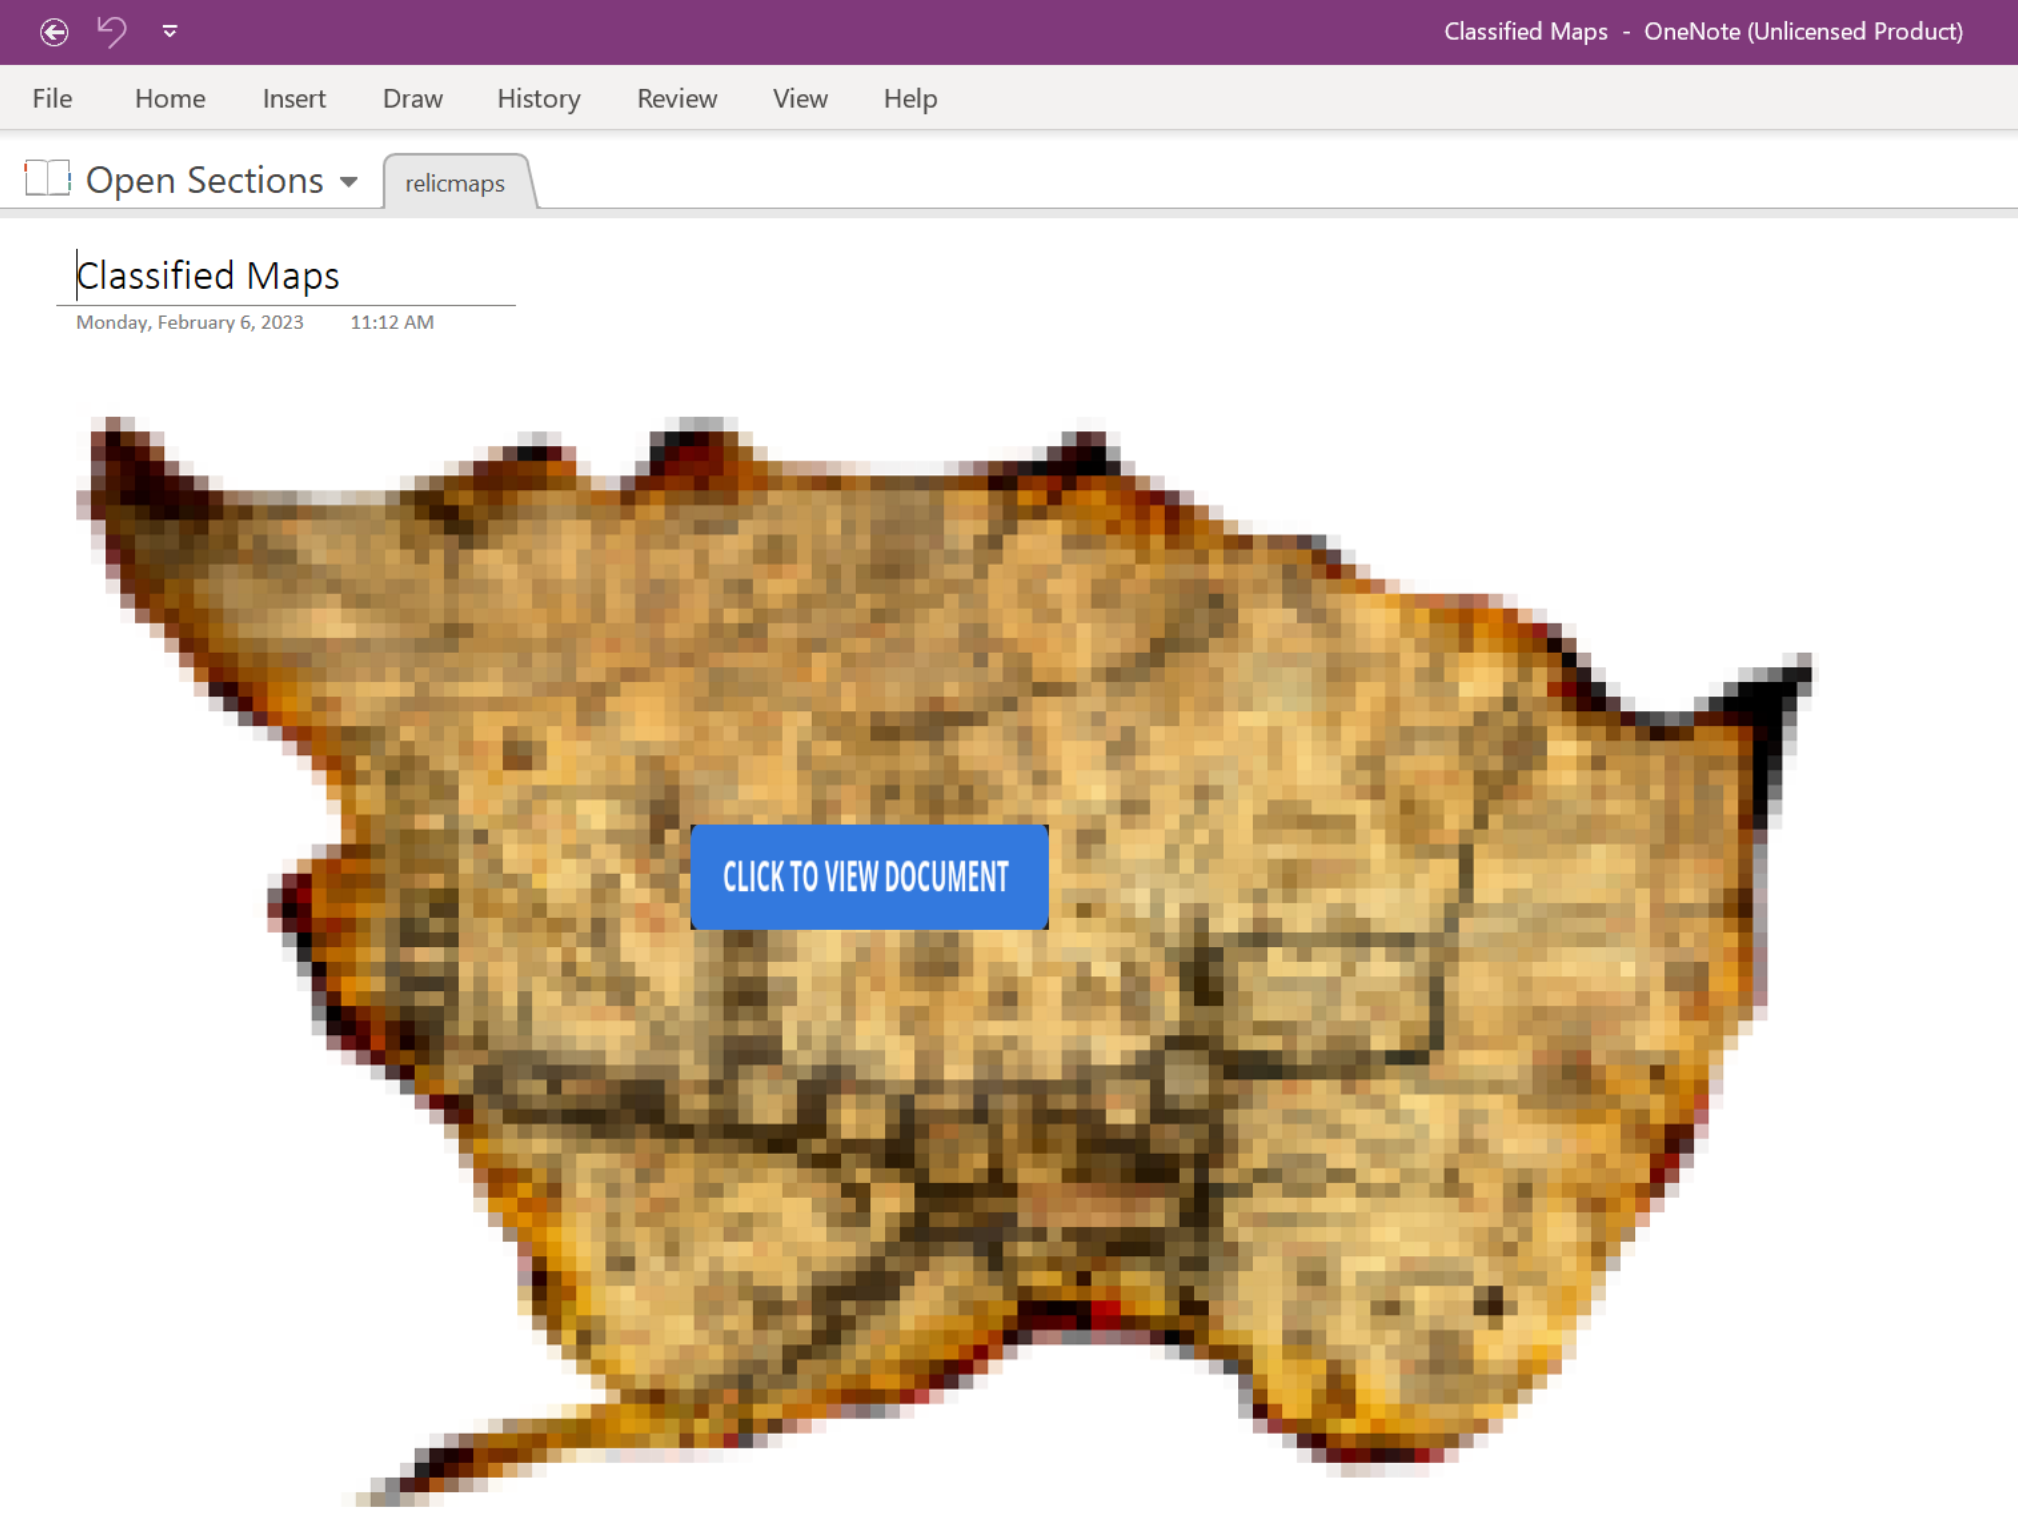 Classified Maps - OneNote (Unlicensed Product)
File Home Insert Draw History Review View Help
Open Sections relicmaps
Classified Maps
Monday, February 6, 2023 11:12 AM
CLICK TO VIEW DOCUMENT